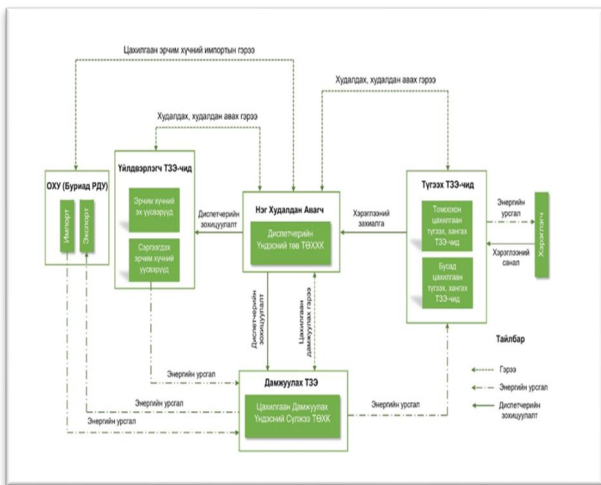 Цахилгаан эрчим хүчний импортын гэрээ
Худалдах, худалдан авах гэрээ
Худалдах, худалдан авах гэрээ
ОХУ (Буриад РДУ)
Импорт
Экспорт
Үйлдвэрлэгч ТЗЭ-чид
Эрчим хүчний
эх үүсвэрүүд
Сэргээгдэх
эрчим хүчний
үүсвэрүүд
Диспетчерийн
зохицуулалт
Нэг Худалдан Авагч
Диспетчерийн
Үндэсний төв ТӨХХК
Хэрэглээний
захиалга
Түгээх ТЗЭ-чид
Томоохон
цахилгаан
түгээх, хангах
ТЗЭ-чид
Бусад
цахилгаан
түгээх, хангах
ТЗЭ-чид
Энергийн
урсгал
Хэрэглээний
санал
Хэрэглэгч
Диспетчерийн
зохицуулалт
Цахилгаан
дамжуулах гэрээ
Энергийн урсгал
Энергийн урсгал
Энергийн урсгал
Дамжуулах ТЗЭ
Цахилгаан Дамжуулах
Үндэсний Сүлжээ ТӨХК
Энергийн урсгал
Тайлбар
Гэрээ
Энергийн урсгал
Диспетчерийн
зохицуулалт